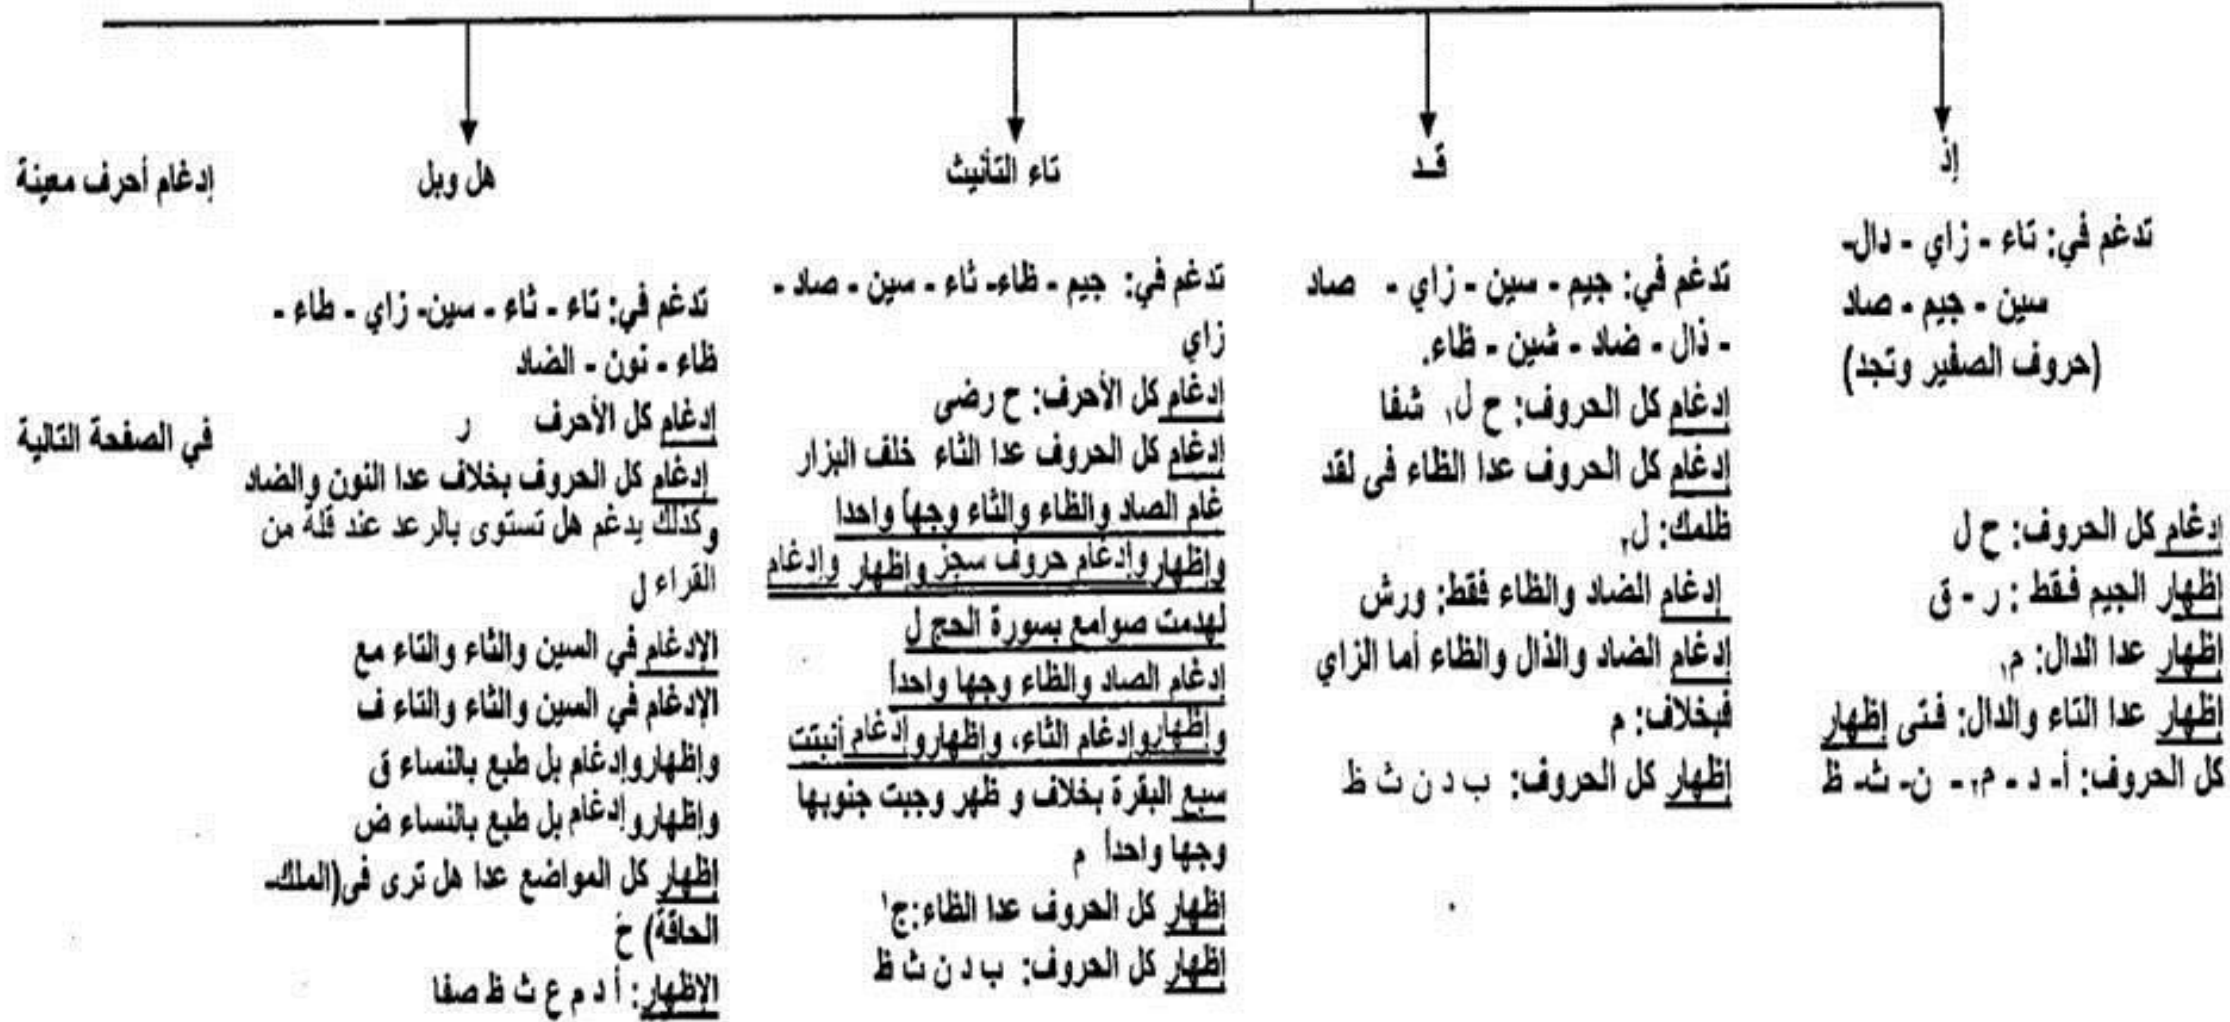 إذ
تدغم في: تاء - زاي - دال-
سين - جيم - صاد
(حروف الصفير وتجد)
إدغام كل الحروف: ح ل
إظهار الجيم فقط : ر - ق
إظهار عدا الدال: م,
إظهار عدا التاء والدال: فتى إظهار
كل الحروف: أ- د - م, - ن- ث- ظ
قد
تدغم في: جيم - سين - زاي - صاد
- ذال - ضاد - شين - ظاء.
إدغام كل الحروف: ح ل, شفا
إدغام كل الحروف عدا الظاء فى لقد
ظلمك: ل,
إدغام الضاد والظاء فقط: ورش
إدغام الضاد والذال والظاء أما الزاي
فبخلاف: م
إظهار كل الحروف: ب د ن ث ظ
تاء التأنيث
تدغم في: جيم - ظاء- ثاء - سين - صاد -
زاي
إدغام كل الأحرف: ح رضى
إدغام كل الحروف عدا الثاء خلف البزار
غام الصاد والظاء والثاء وجها واحدا
وإظهار وإدغام حروف سجز وإظهار وإدغام
لهدمت صوامع بسورة الحج ل
إدغام الصاد والظاء وجها واحداً
وإظهار وإدغام الثاء، وإظهار وإدغام أنبتت
سبع البقرة بخلاف و ظهر وجبت جنوبها
وجها واحداً م
إظهار كل الحروف عدا الظاء:ج'
إظهار كل الحروف: ب د ن ث ظ
هل وبل
تدغم في: تاء - ثاء - سين- زاي - طاء -
ظاء - نون - الضاد
إدغام كل الأحرف ر
إدغام كل الحروف بخلاف عدا النون والضاد
وكذلك يدغم هل تستوى بالرعد عند قلة من
القراء ل
الإدغام في السين والثاء والتاء مع
الإدغام في السين والثاء والتاء ف
وإظهار وإدغام بل طبع بالنساء ق
وإظهار وإدغام بل طبع بالنساء ض
إظهار كل المواضع عدا هل ترى فى(الملك-
الحاقة) خ
الإظهار: أ د م ع ث ظ صفا
إدغام أحرف معينة
في الصفحة التالية